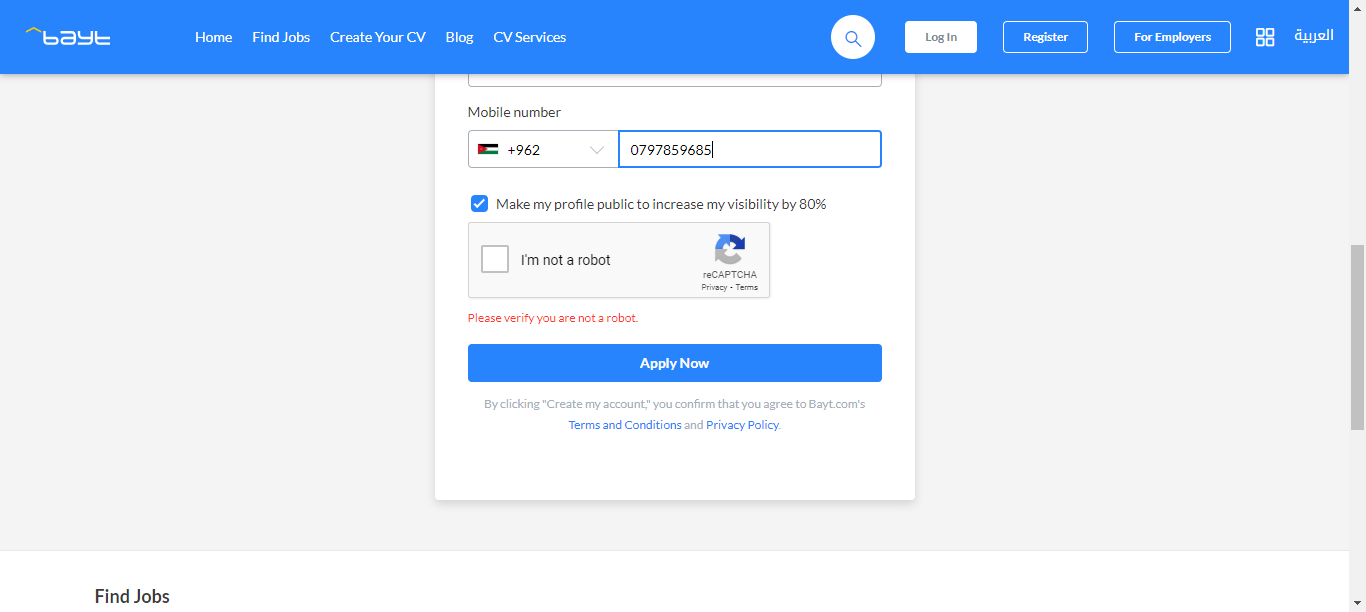 bayt
Home Find Jobs Create Your CV Blog CV Services Log In Register For Employers العربية
Mobile number
+962 0797859685
Make my profile public to increase my visibility by 80%
I'm not a robot
reCAPTCHA
Privacy - Terms
Please verify you are not a robot.
Apply Now
By clicking "Create my account," you confirm that you agree to Bayt.com's
Terms and Conditions and Privacy Policy.
Find Jobs